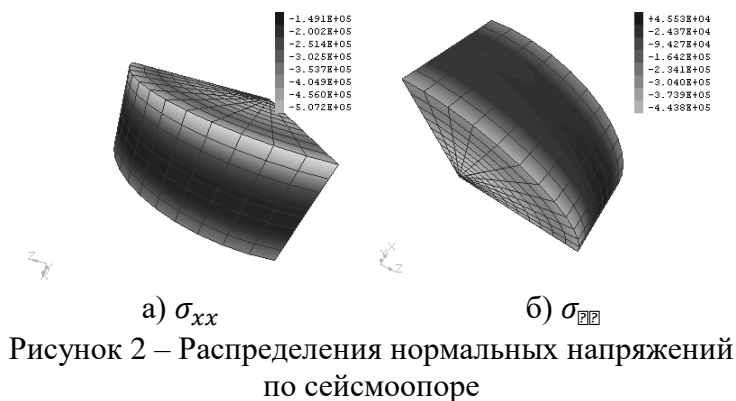 -1.491E+05
-2.002E+05
-2.514E+05
-3.025E+05
-3.537E+05
-4.049E+05
-4.560E+05
-5.072E+05
+4.553E+04
-2.437E+04
-9.427E+04
-1.642E+05
-2.341E+05
-3.040E+05
-3.739E+05
-4.438E+05
Z
X
Y X
Z
а) σxx
б) σ
Рисунок 2 – Распределения нормальных напряжений
по сейсмоопоре